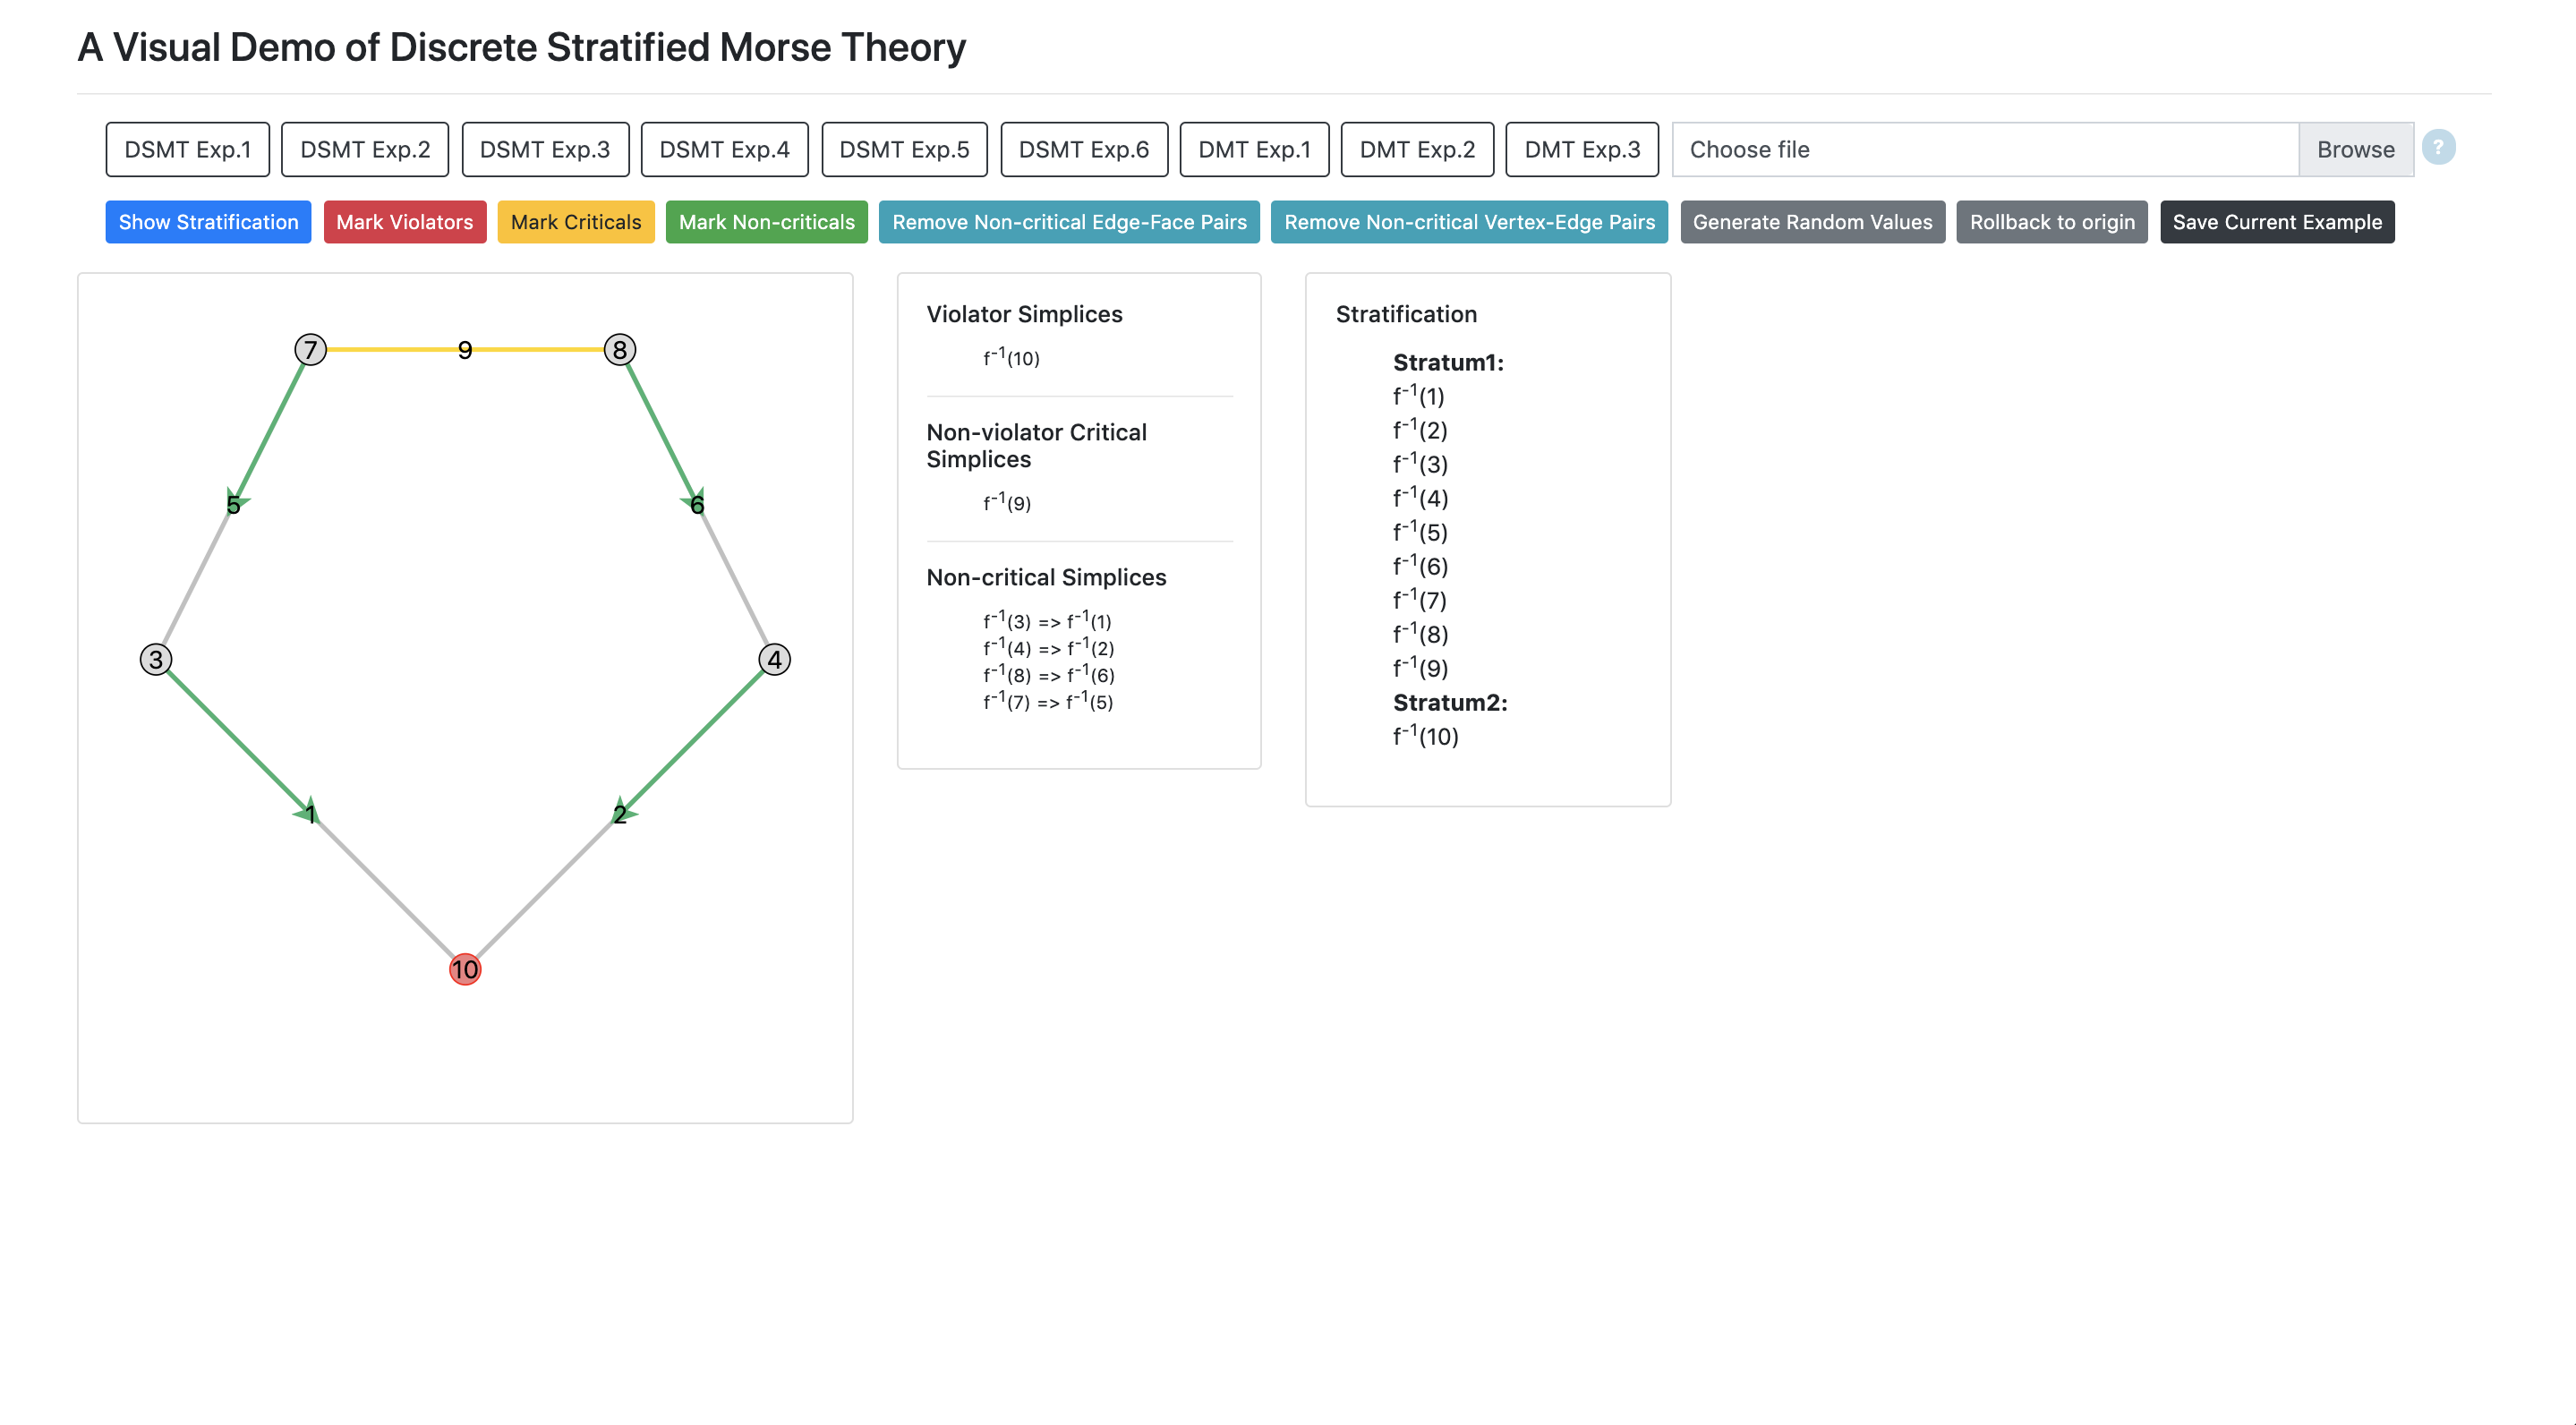 A Visual Demo of Discrete Stratified Morse Theory
DSMT Exp.1 DSMT Exp.2 DSMT Exp.3 DSMT Exp.4 DSMT Exp.5 DSMT Exp.6 DMT Exp.1 DMT Exp.2 DMT Exp.3 Choose file Browse ?
Show Stratification Mark Violators Mark Criticals Mark Non-criticals Remove Non-critical Edge-Face Pairs Remove Non-critical Vertex-Edge Pairs Generate Random Values Rollback to origin Save Current Example
7 9 8
5 6
3 4
1 2
10
Violator Simplices
f⁻¹(10)
Non-violator Critical
Simplices
f⁻¹(9)
Non-critical Simplices
f⁻¹(3) => f⁻¹(1)
f⁻¹(4) => f⁻¹(2)
f⁻¹(8) => f⁻¹(6)
f⁻¹(7) => f⁻¹(5)
Stratification
Stratum1:
f⁻¹(1)
f⁻¹(2)
f⁻¹(3)
f⁻¹(4)
f⁻¹(5)
f⁻¹(6)
f⁻¹(7)
f⁻¹(8)
f⁻¹(9)
Stratum2:
f⁻¹(10)